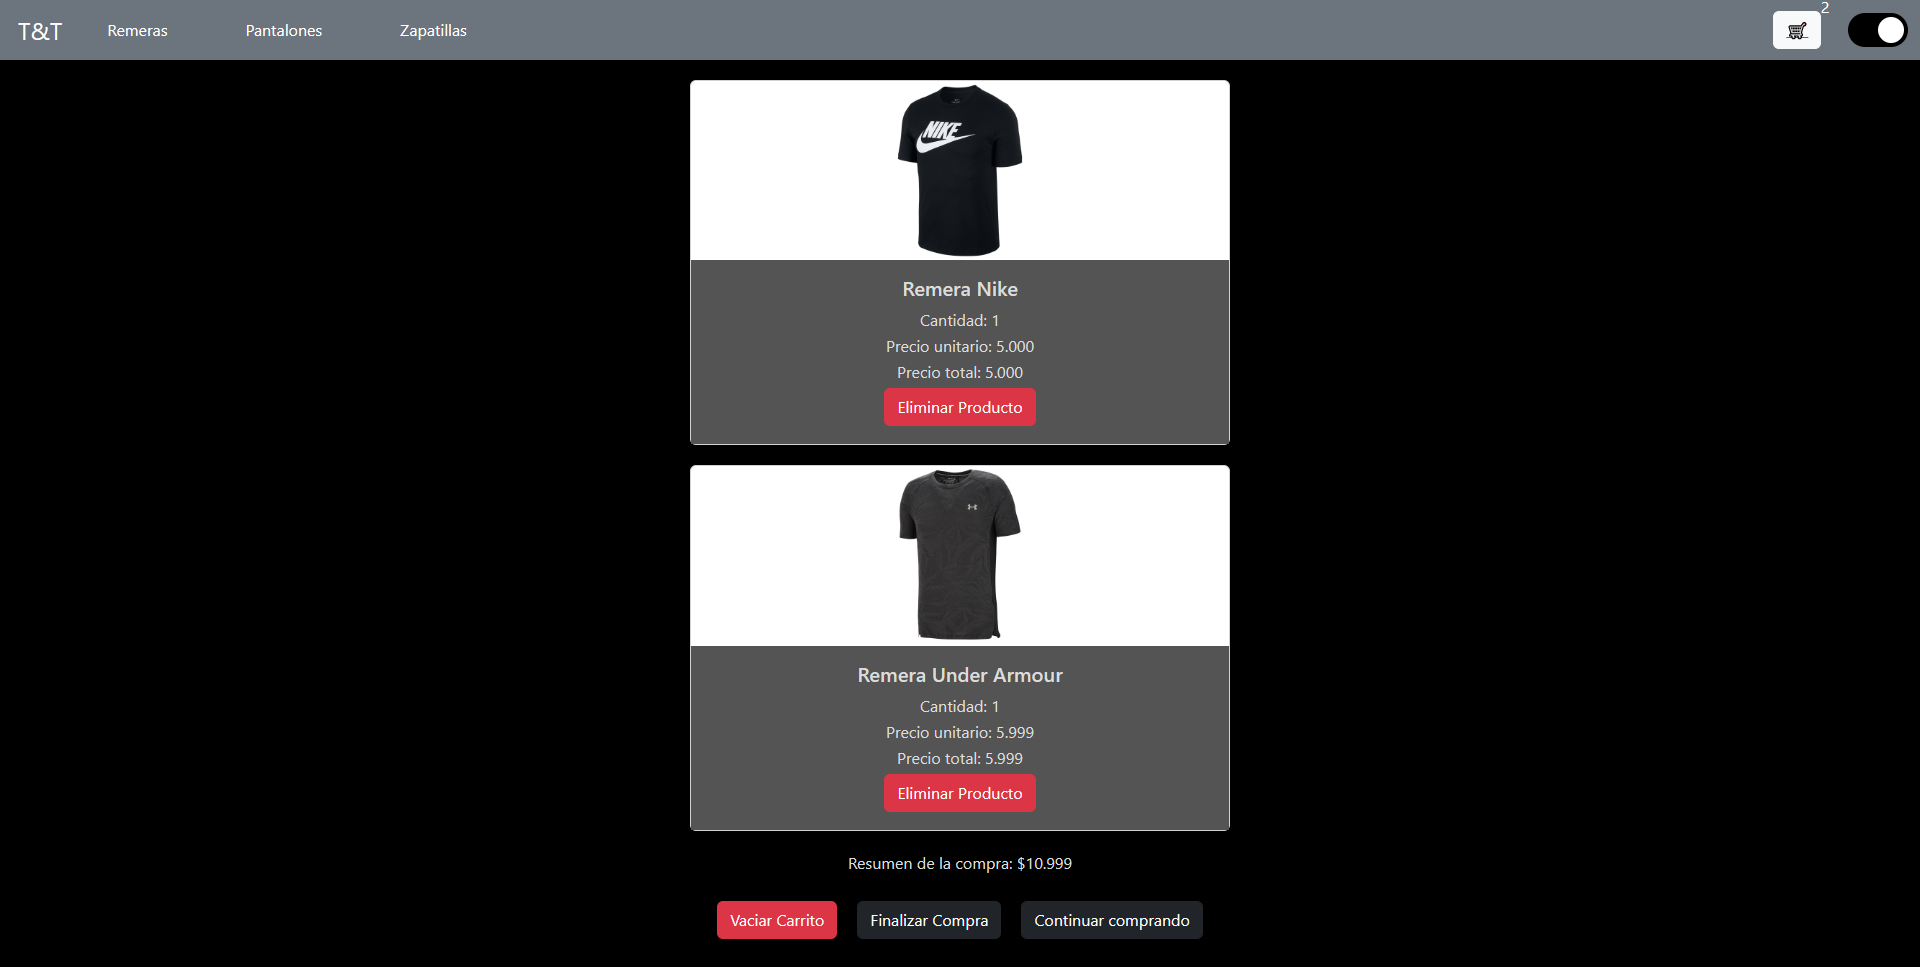 T&T
Remeras
Pantalones
Zapatillas
2
NIKE
Remera Nike
Cantidad: 1
Precio unitario: 5.000
Precio total: 5.000
Eliminar Producto
Remera Under Armour
Cantidad: 1
Precio unitario: 5.999
Precio total: 5.999
Eliminar Producto
Resumen de la compra: $10.999
Vaciar Carrito
Finalizar Compra
Continuar comprando